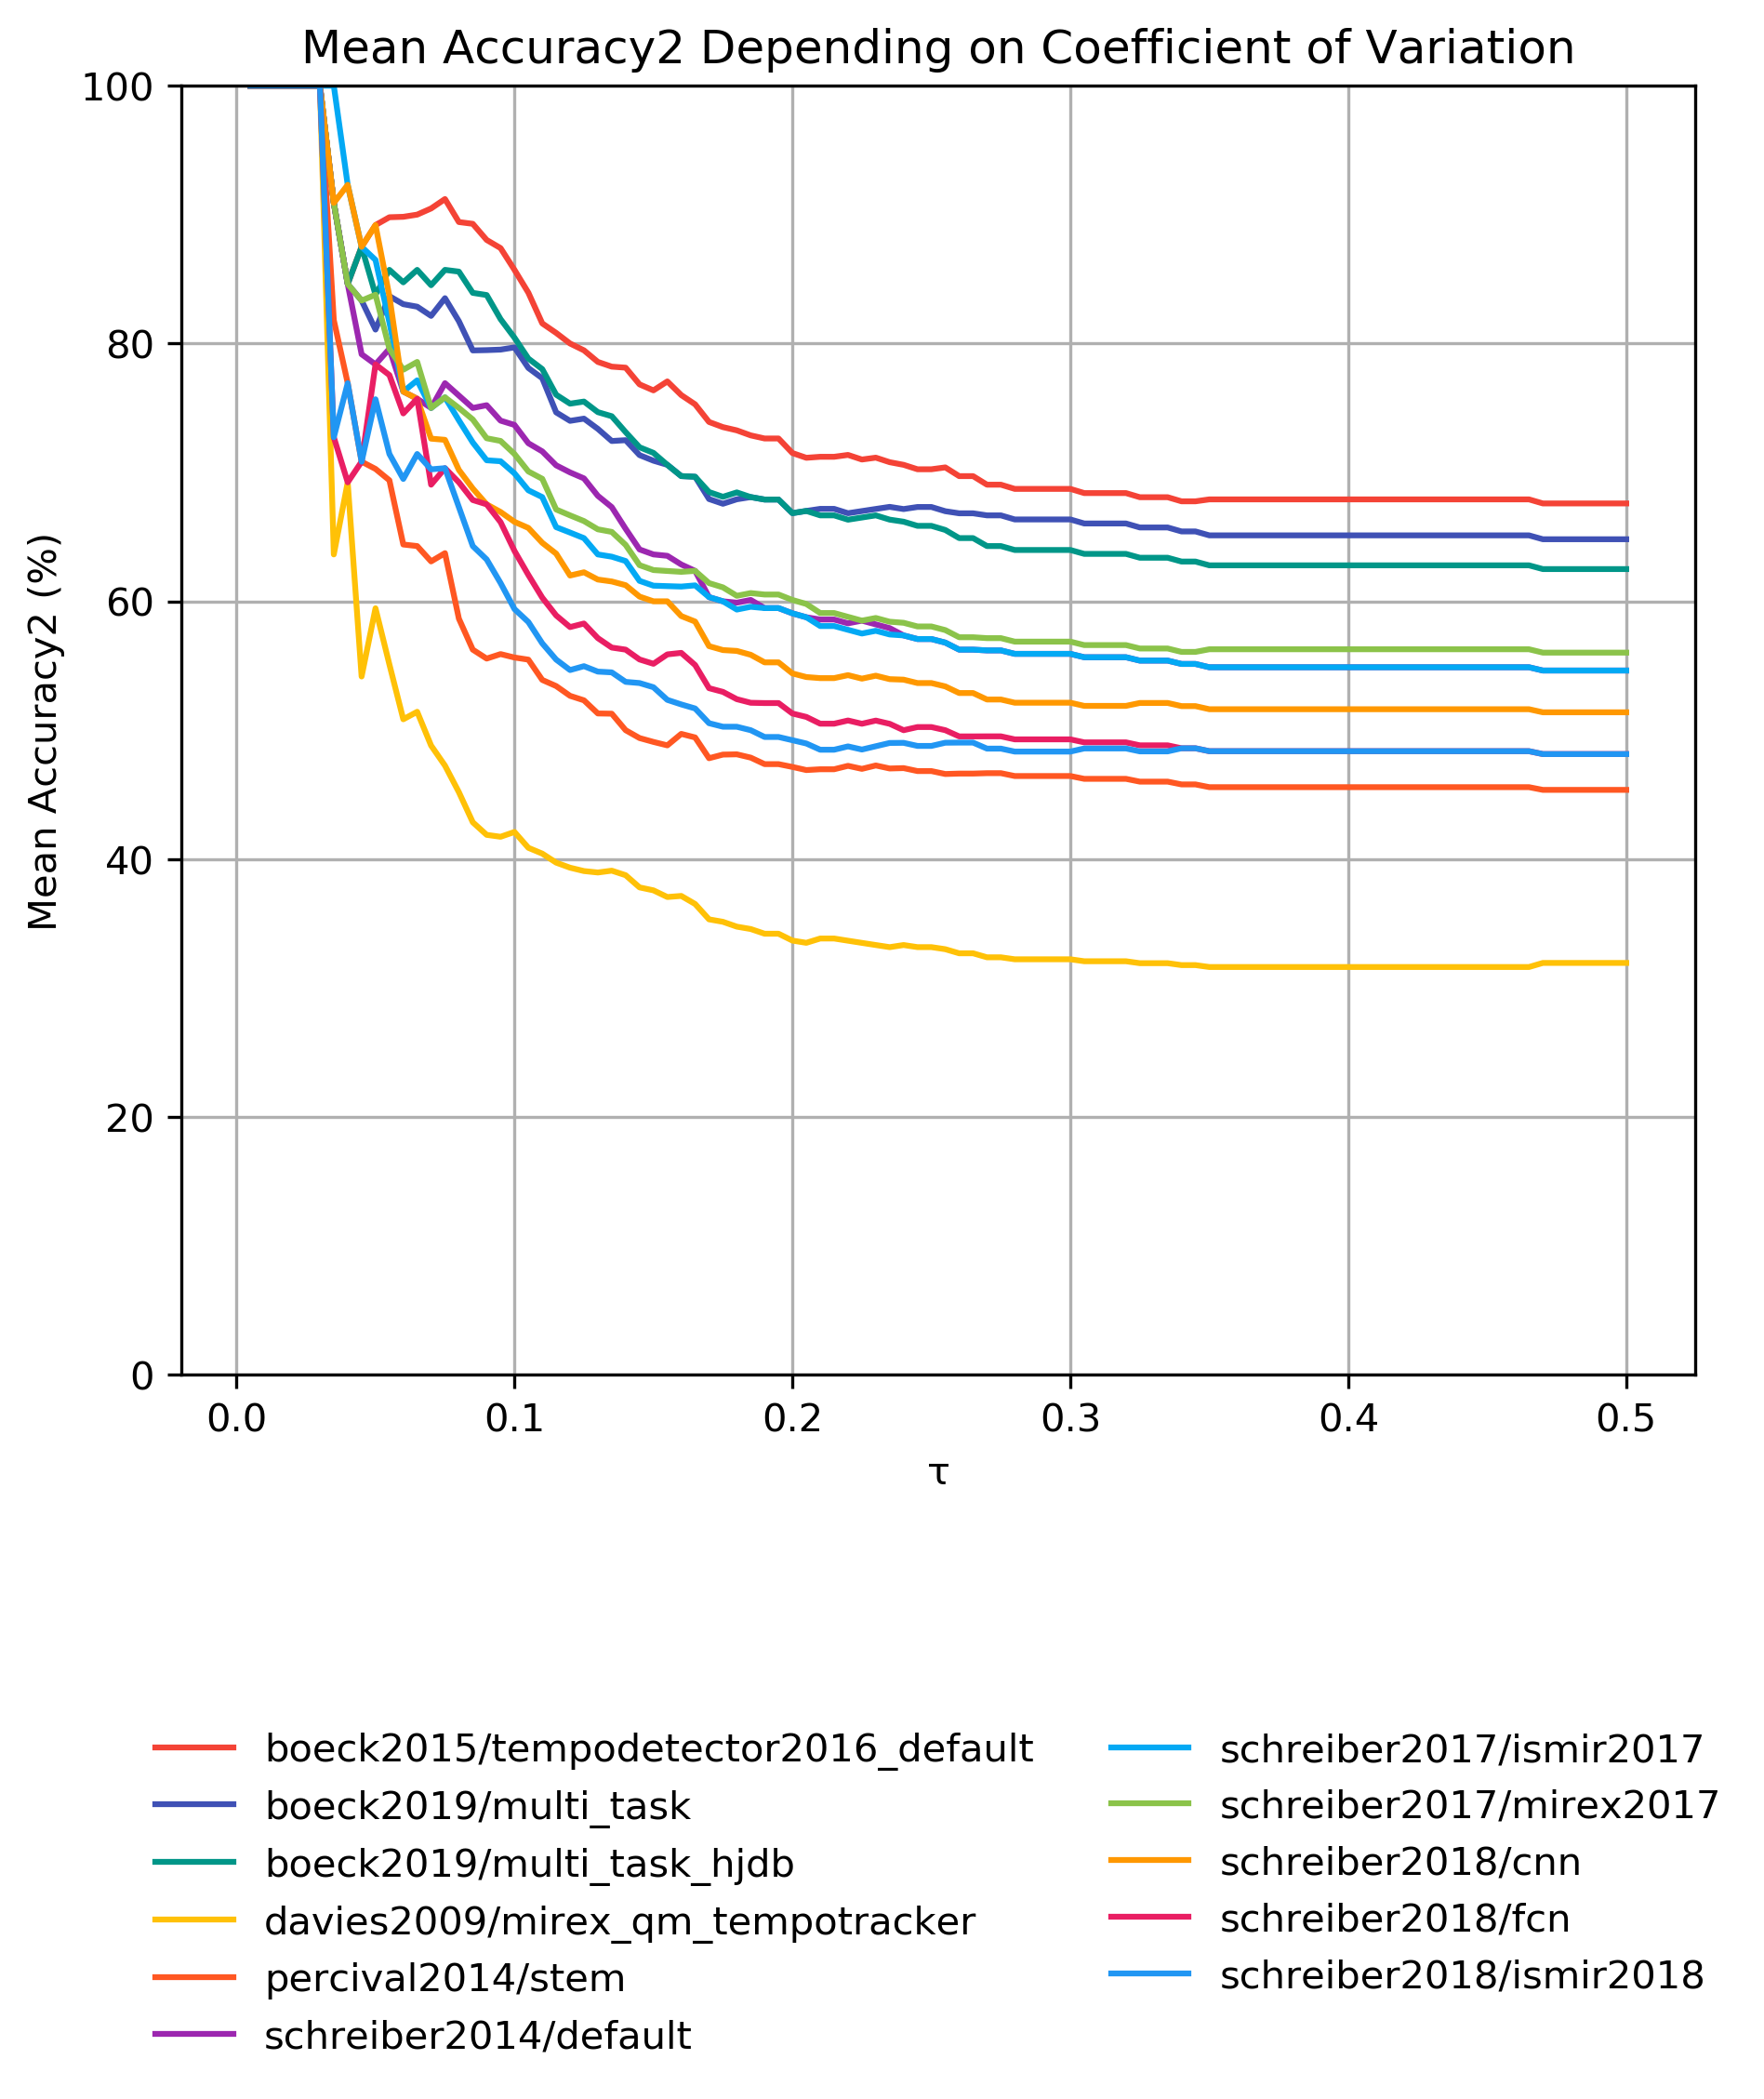 Mean Accuracy2 Depending on Coefficient of Variation
100
80
60
40
20
0
Mean Accuracy2 (%)
0.0 0.1 0.2 0.3 0.4 0.5
τ
boeck2015/tempodetector2016_default
boeck2019/multi_task
boeck2019/multi_task_hjdb
davies2009/mirex_qm_tempotracker
percival2014/stem
schreiber2014/default
schreiber2017/ismir2017
schreiber2017/mirex2017
schreiber2018/cnn
schreiber2018/fcn
schreiber2018/ismir2018